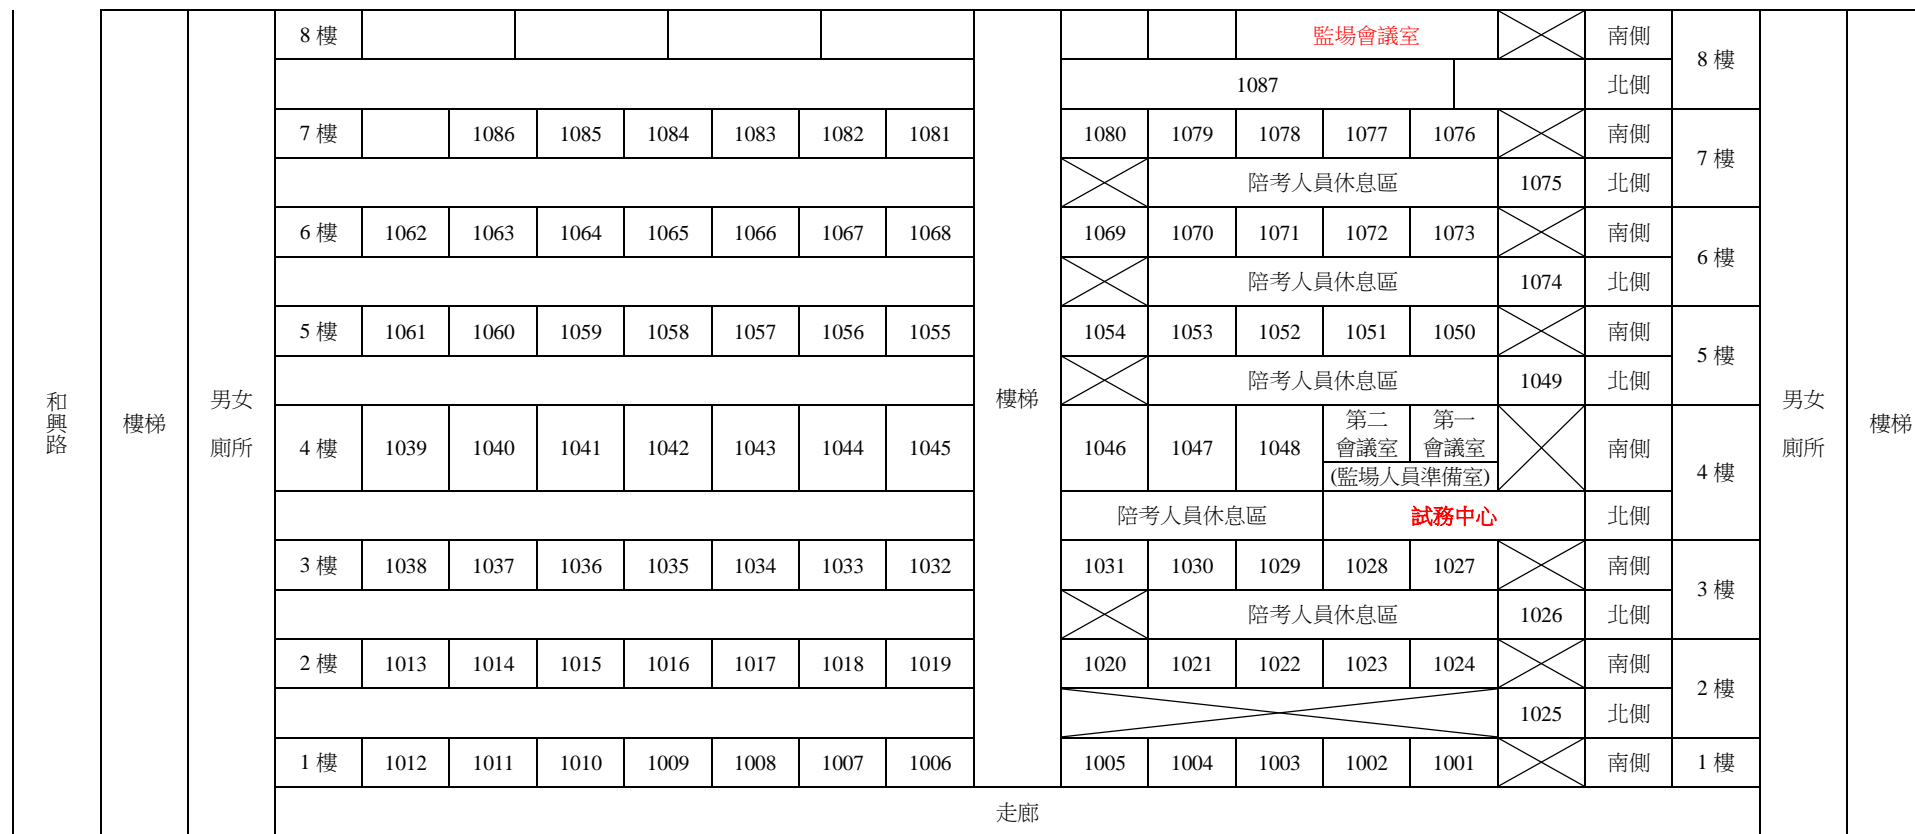 8 樓 監場會議室 南側 8 樓
1087 北側
7 樓 1086 1085 1084 1083 1082 1081 1080 1079 1078 1077 1076 南側 7 樓
陪考人員休息區 1075 北側
6 樓 1062 1063 1064 1065 1066 1067 1068 1069 1070 1071 1072 1073 南側 6 樓
陪考人員休息區 1074 北側
5 樓 1061 1060 1059 1058 1057 1056 1055 1054 1053 1052 1051 1050 南側 5 樓
陪考人員休息區 1049 北側
和興路 樓梯 男女 廁所 樓梯 男女 廁所 樓梯
4 樓 1039 1040 1041 1042 1043 1044 1045 1046 1047 1048 第二 會議室 第一 會議室 南側 4 樓
(監場人員準備室)
陪考人員休息區 試務中心 北側
3 樓 1038 1037 1036 1035 1034 1033 1032 1031 1030 1029 1028 1027 南側 3 樓
陪考人員休息區 1026 北側
2 樓 1013 1014 1015 1016 1017 1018 1019 1020 1021 1022 1023 1024 南側 2 樓
1025 北側
1 樓 1012 1011 1010 1009 1008 1007 1006 1005 1004 1003 1002 1001 南側 1 樓
走廊